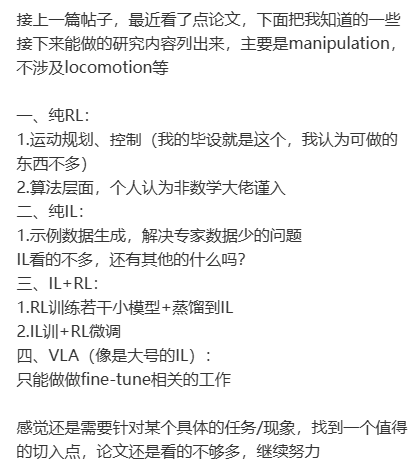 接上一篇帖子，最近看了点论文，下面把我知道的一些
接下来能做的研究内容列出来，主要是manipulation，
不涉及locomotion等
一、纯RL：
1.运动规划、控制（我的毕设就是这个，我认为可做的
东西不多）
2.算法层面，个人认为非数学大佬谨入
二、纯IL：
1.示例数据生成，解决专家数据少的问题
IL看的不多，还有其他的什么吗？
三、IL+RL：
1.RL训练若干小模型+蒸馏到IL
2.IL训+RL微调
四、VLA（像是大号的IL）：
只能做做fine-tune相关的工作
感觉还是需要针对某个具体的任务/现象，找到一个值得
的切入点，论文还是看的不够多，继续努力